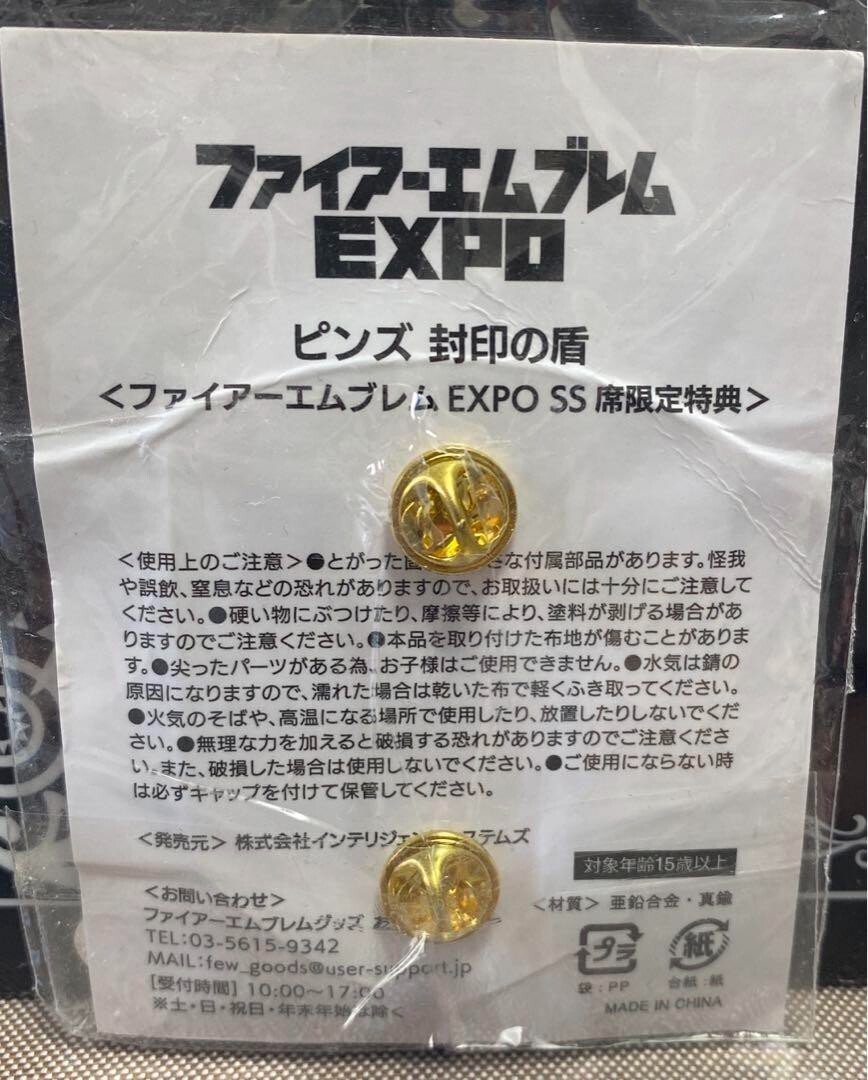 ファイアーエムブレム
EXPO
ピンズ 封印の盾
＜ファイアーエムブレム EXPO SS 席限定特典＞
＜使用上のご注意＞●とがった さな付属部品があります。怪我
や誤飲、窒息などの恐れがありますので、お取扱いには十分にご注意して
ください。●硬い物にぶつけたり、摩擦等により、塗料が剥げる場合があ
りますのでご注意ください。●本品を取り付けた布地が傷むことがありま
す。●尖ったパーツがある為、お子様はご使用できません。●水気は錆の
原因になりますので、濡れた場合は乾いた布で軽くふき取ってください。
●火気のそばや、高温になる場所で使用したり、放置したりしないでくだ
さい。●無理な力を加えると破損する恐れがありますのでご注意くださ
い。また、破損した場合は使用しないでください。●ご使用にならない時
は必ずキャップを付けて保管してください。
＜発売元＞ 株式会社インテリジェン ステムズ
対象年齢15歳以上
＜お問い合わせ＞
ファイアーエムブレムグッズ お
TEL:03-5615-9342
MAIL:few_goods@user-support.jp
[受付時間] 10:00～17:00
※土・日・祝日・年末年始は除く
＜材質＞ 亜鉛合金・真鍮
プラ 紙
袋：PP 台紙：紙
MADE IN CHINA